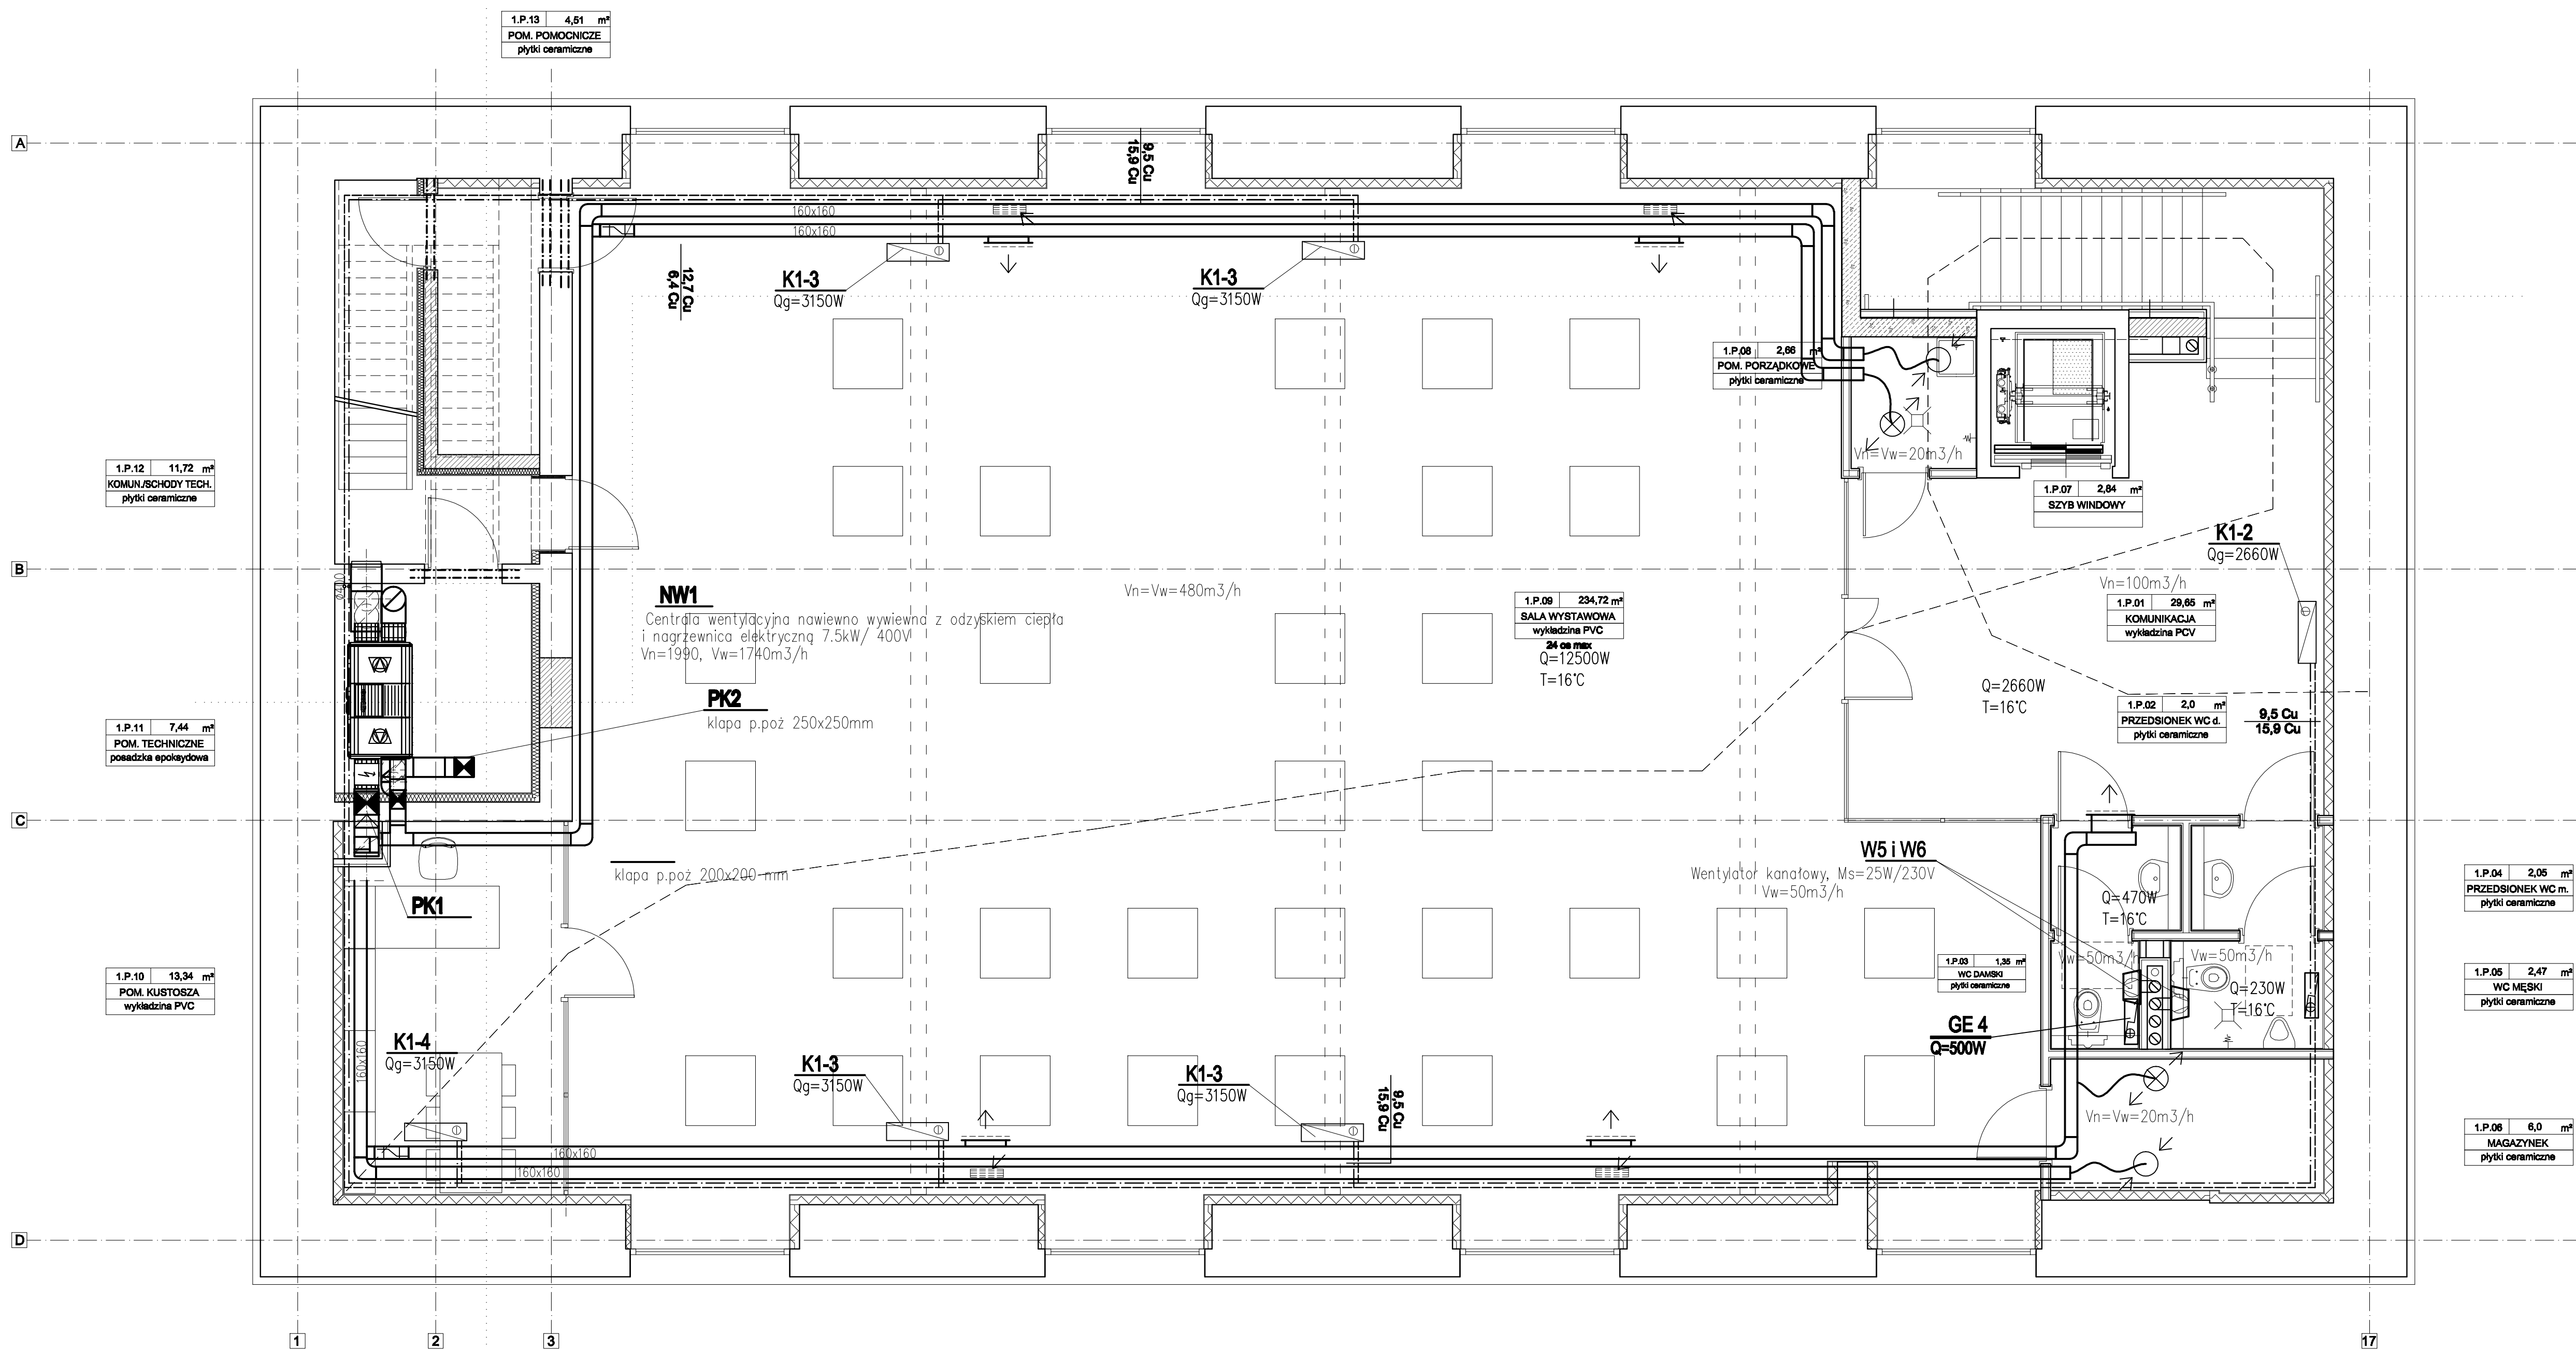 1.P.13 4,51 m²
POM. POMOCNICZE
płytki ceramiczne
A
9,5 Cu
15,9 Cu
160x160
160x160
12,7 Cu
6,4 Cu
K1-3
Qg=3150W
K1-3
Qg=3150W
1.P.08 2,66 m²
POM. PORZĄDKOWE
płytki ceramiczne
Vn=Vw=20m3/h
1.P.12 11,72 m²
KOMUN./SCHODY TECH.
płytki ceramiczne
1.P.07 2,84 m²
SZYB WINDOWY
K1-2
Qg=2660W
B
Vn=100m3/h
1.P.01 29,65 m²
KOMUNIKACJA
wykładzina PCV
NW1
Centrala wentylacyjna nawiewno wywiewna z odzyskiem ciepła
i nagrzewnica elektryczną 7.5kW/ 400V
Vn=1990, Vw=1740m3/h
Vn=Vw=480m3/h
1.P.09 234,72 m²
SALA WYSTAWOWA
wykładzina PVC
24 os max
Q=12500W
T=16°C
Q=2660W
T=16°C
PK2
klapa p.poż 250x250mm
1.P.11 7,44 m²
POM. TECHNICZNE
posadzka epoksydowa
1.P.02 2,0 m²
PRZEDSIONEK WC d.
płytki ceramiczne
9,5 Cu
15,9 Cu
C
klapa p.poż 200x200 mm
PK1
W5 i W6
Wentylator kanałowy, Ms=25W/230V
Vw=50m3/h
Q=470W
T=16°C
1.P.04 2,05 m²
PRZEDSIONEK WC m.
płytki ceramiczne
Vw=50m3/h
Vw=50m3/h
1.P.03 1,35 m²
WC DAMSKI
płytki ceramiczne
1.P.10 13,34 m²
POM. KUSTOSZA
wykładzina PVC
Q=230W
T=16°C
1.P.05 2,47 m²
WC MĘSKI
płytki ceramiczne
GE 4
Q=500W
K1-4
Qg=3150W
160x160
K1-3
Qg=3150W
K1-3
Qg=3150W
9,5 Cu
15,9 Cu
Vn=Vw=20m3/h
1.P.06 6,0 m²
MAGAZYNEK
płytki ceramiczne
160x160
160x160
D
1
2
3
17